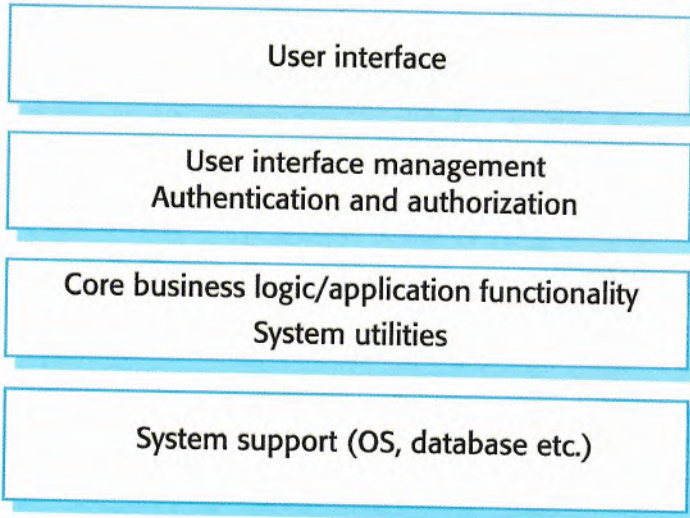 User interface
User interface management
Authentication and authorization
Core business logic/application functionality
System utilities
System support (OS, database etc.)